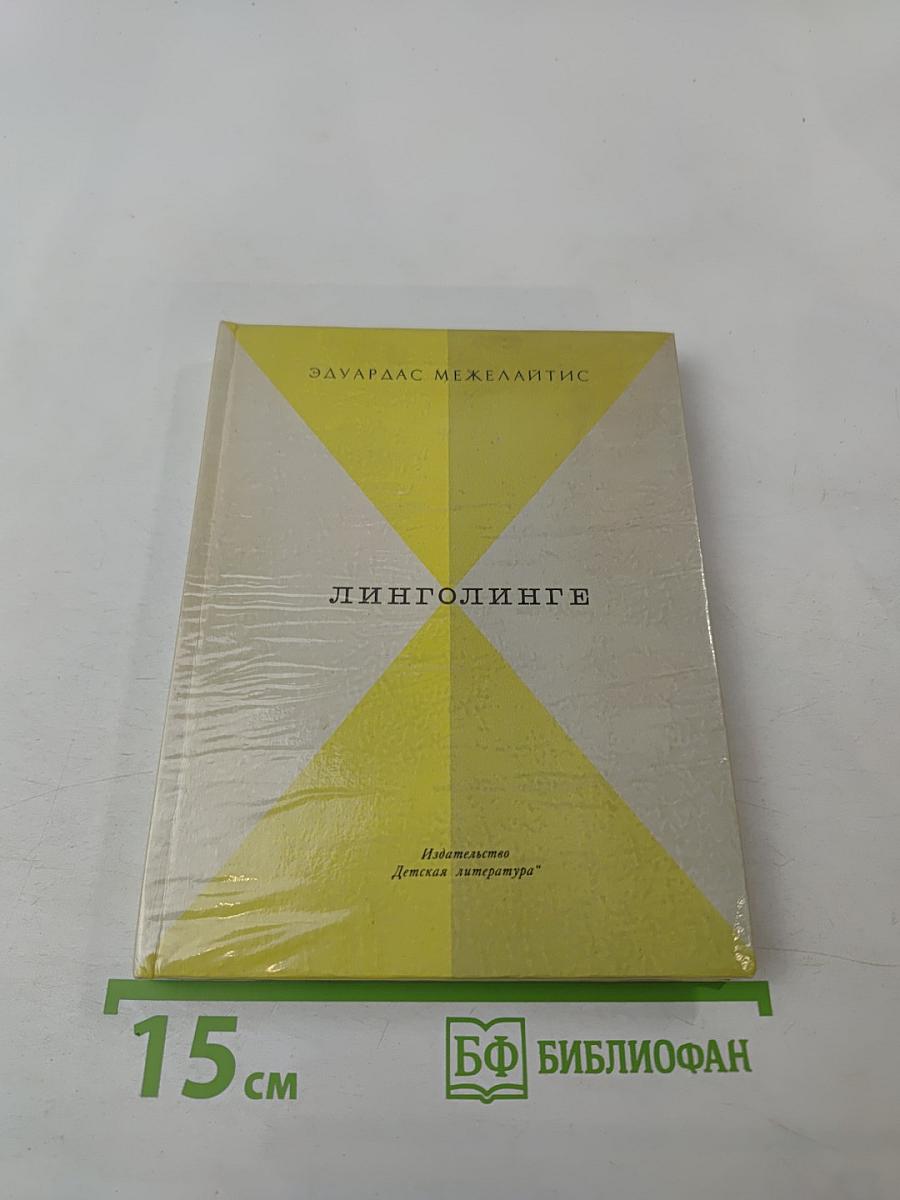 ЭДУАРДАС МЕЖЕЛАЙТИС
ЛИНГОЛИНГЕ
Издательство
Детская литература"
15 см
БФ БИБЛИОФАН